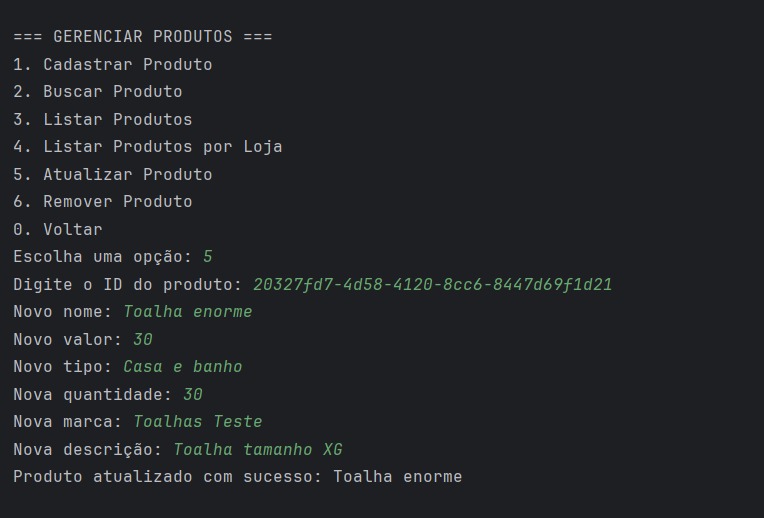 === GERENCIAR PRODUTOS ===
1. Cadastrar Produto
2. Buscar Produto
3. Listar Produtos
4. Listar Produtos por Loja
5. Atualizar Produto
6. Remover Produto
0. Voltar
Escolha uma opção: 5
Digite o ID do produto: 20327fd7-4d58-4120-8cc6-8447d69f1d21
Novo nome: Toalha enorme
Novo valor: 30
Novo tipo: Casa e banho
Nova quantidade: 30
Nova marca: Toalhas Teste
Nova descrição: Toalha tamanho XG
Produto atualizado com sucesso: Toalha enorme